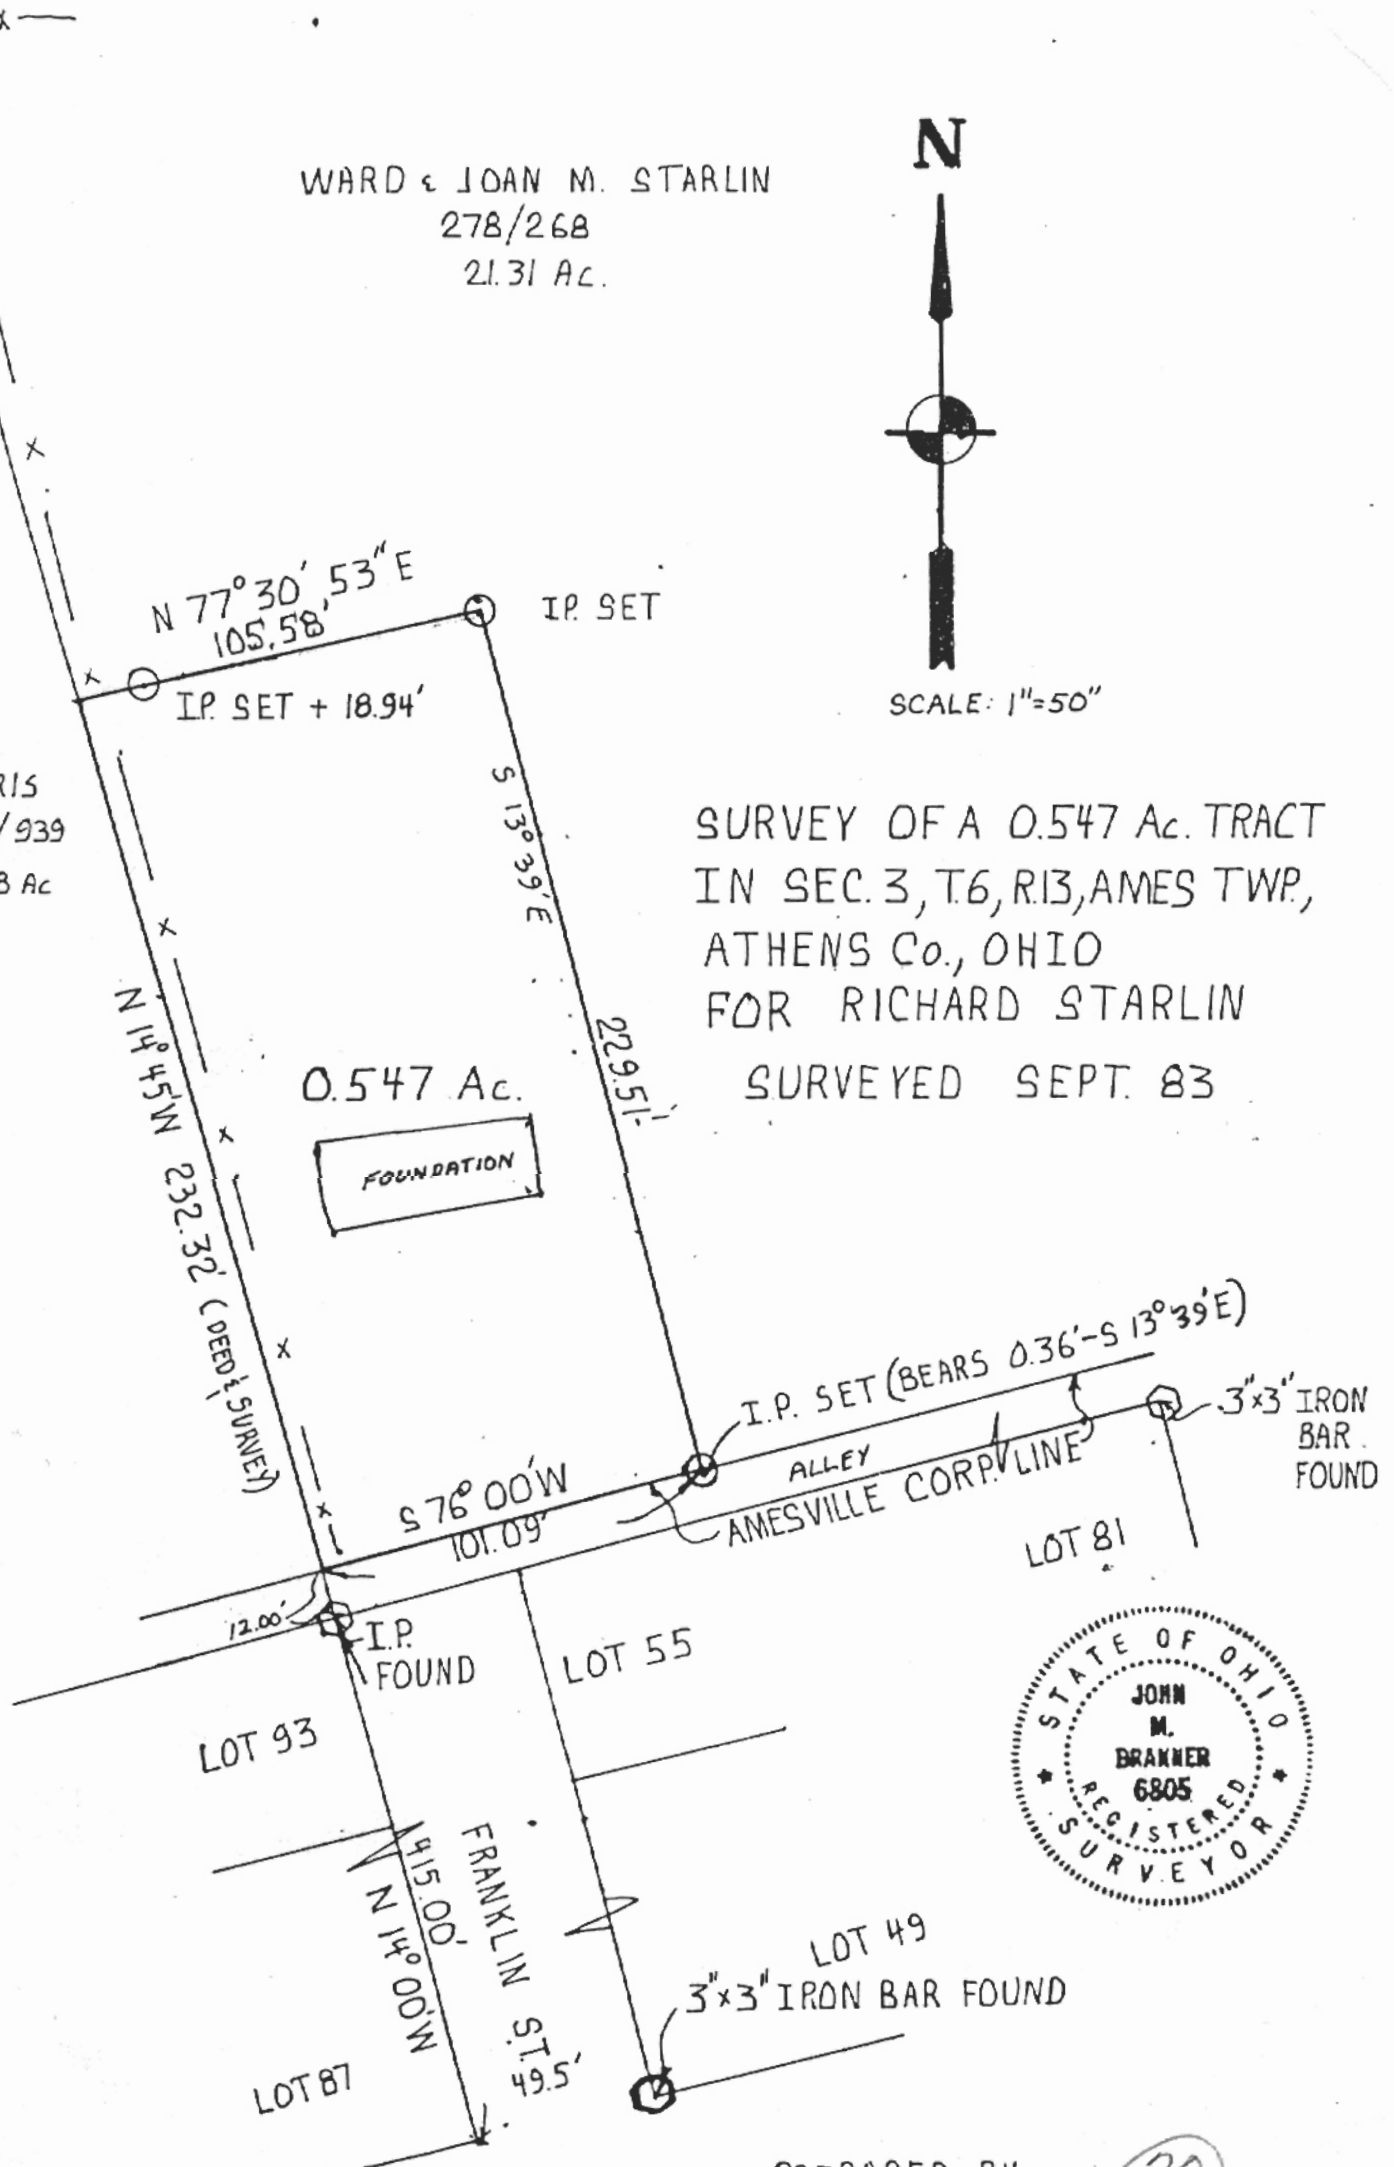 WARD & JOAN M. STARLIN
278/268
21.31 Ac.
N
SCALE: 1"=50"
N 77°30',53"E
105.58'
I.P. SET
I.P. SET + 18.94'
S 13°39'E
229.51'
/939
Ac
SURVEY OF A 0.547 Ac. TRACT
IN SEC. 3, T.6, R.13, AMES TWP.,
ATHENS Co., OHIO
FOR RICHARD STARLIN
SURVEYED SEPT. 83
N 14°45'W 232.32' (DEED & SURVEY)
0.547 Ac.
FOUNDATION
I.P. SET (BEARS 0.36'-S 13°39'E)
3"x3" IRON
BAR
FOUND
S 76°00'W
101.09'
ALLEY
AMESVILLE CORP. LINE
LOT 81
12.00'
I.P.
FOUND
LOT 55
LOT 93
STATE OF OHIO
JOHN
M.
BRANNER
6805
REGISTERED
SURVEYOR
415.00'
N 14°00'W
FRANKLIN ST.
49.5'
LOT 49
3"x3" IRON BAR FOUND
LOT 87